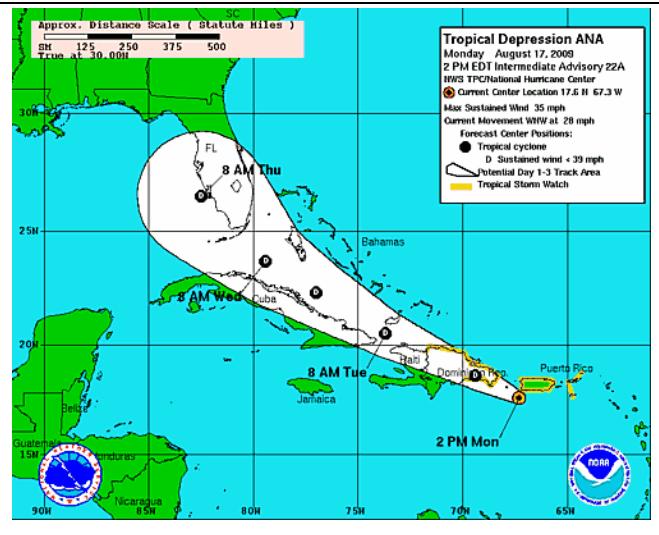 SC
Approx. Distance Scale ( Statute Miles )
SM 125 250 375 500
True at 30.00N
Tropical Depression ANA
Monday August 17, 2009
2 PM EDT Intermediate Advisory 22A
NWS TPC/National Hurricane Center
Current Center Location 17.6 N 67.3 W
Max Sustained Wind 35 mph
Current Movement WNW at 28 mph
Forecast Center Positions:
Tropical cyclone
D Sustained wind < 39 mph
Potential Day 1-3 Track Area
Tropical Storm Watch
30N
FL
8 AM Thu
D
25N
Bahamas
D
8 AM Wed
D
Cuba
D
20N
Haiti
8 AM Tue
Dominican Rep.
D
Puerto Rico
Jamaica
Belize
2 PM Mon
Guatemala
15N
Honduras
NOAA
Nicaragua
90W 85W 80W 75W 70W 65W